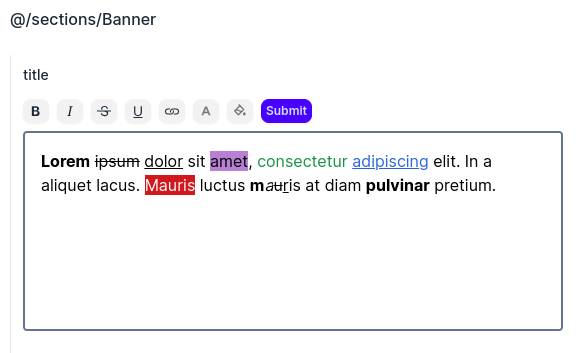 @/sections/Banner
title
B I S U A Submit
Lorem ipsum dolor sit amet, consectetur adipiscing elit. In a
aliquet lacus. Mauris luctus mauris at diam pulvinar pretium.